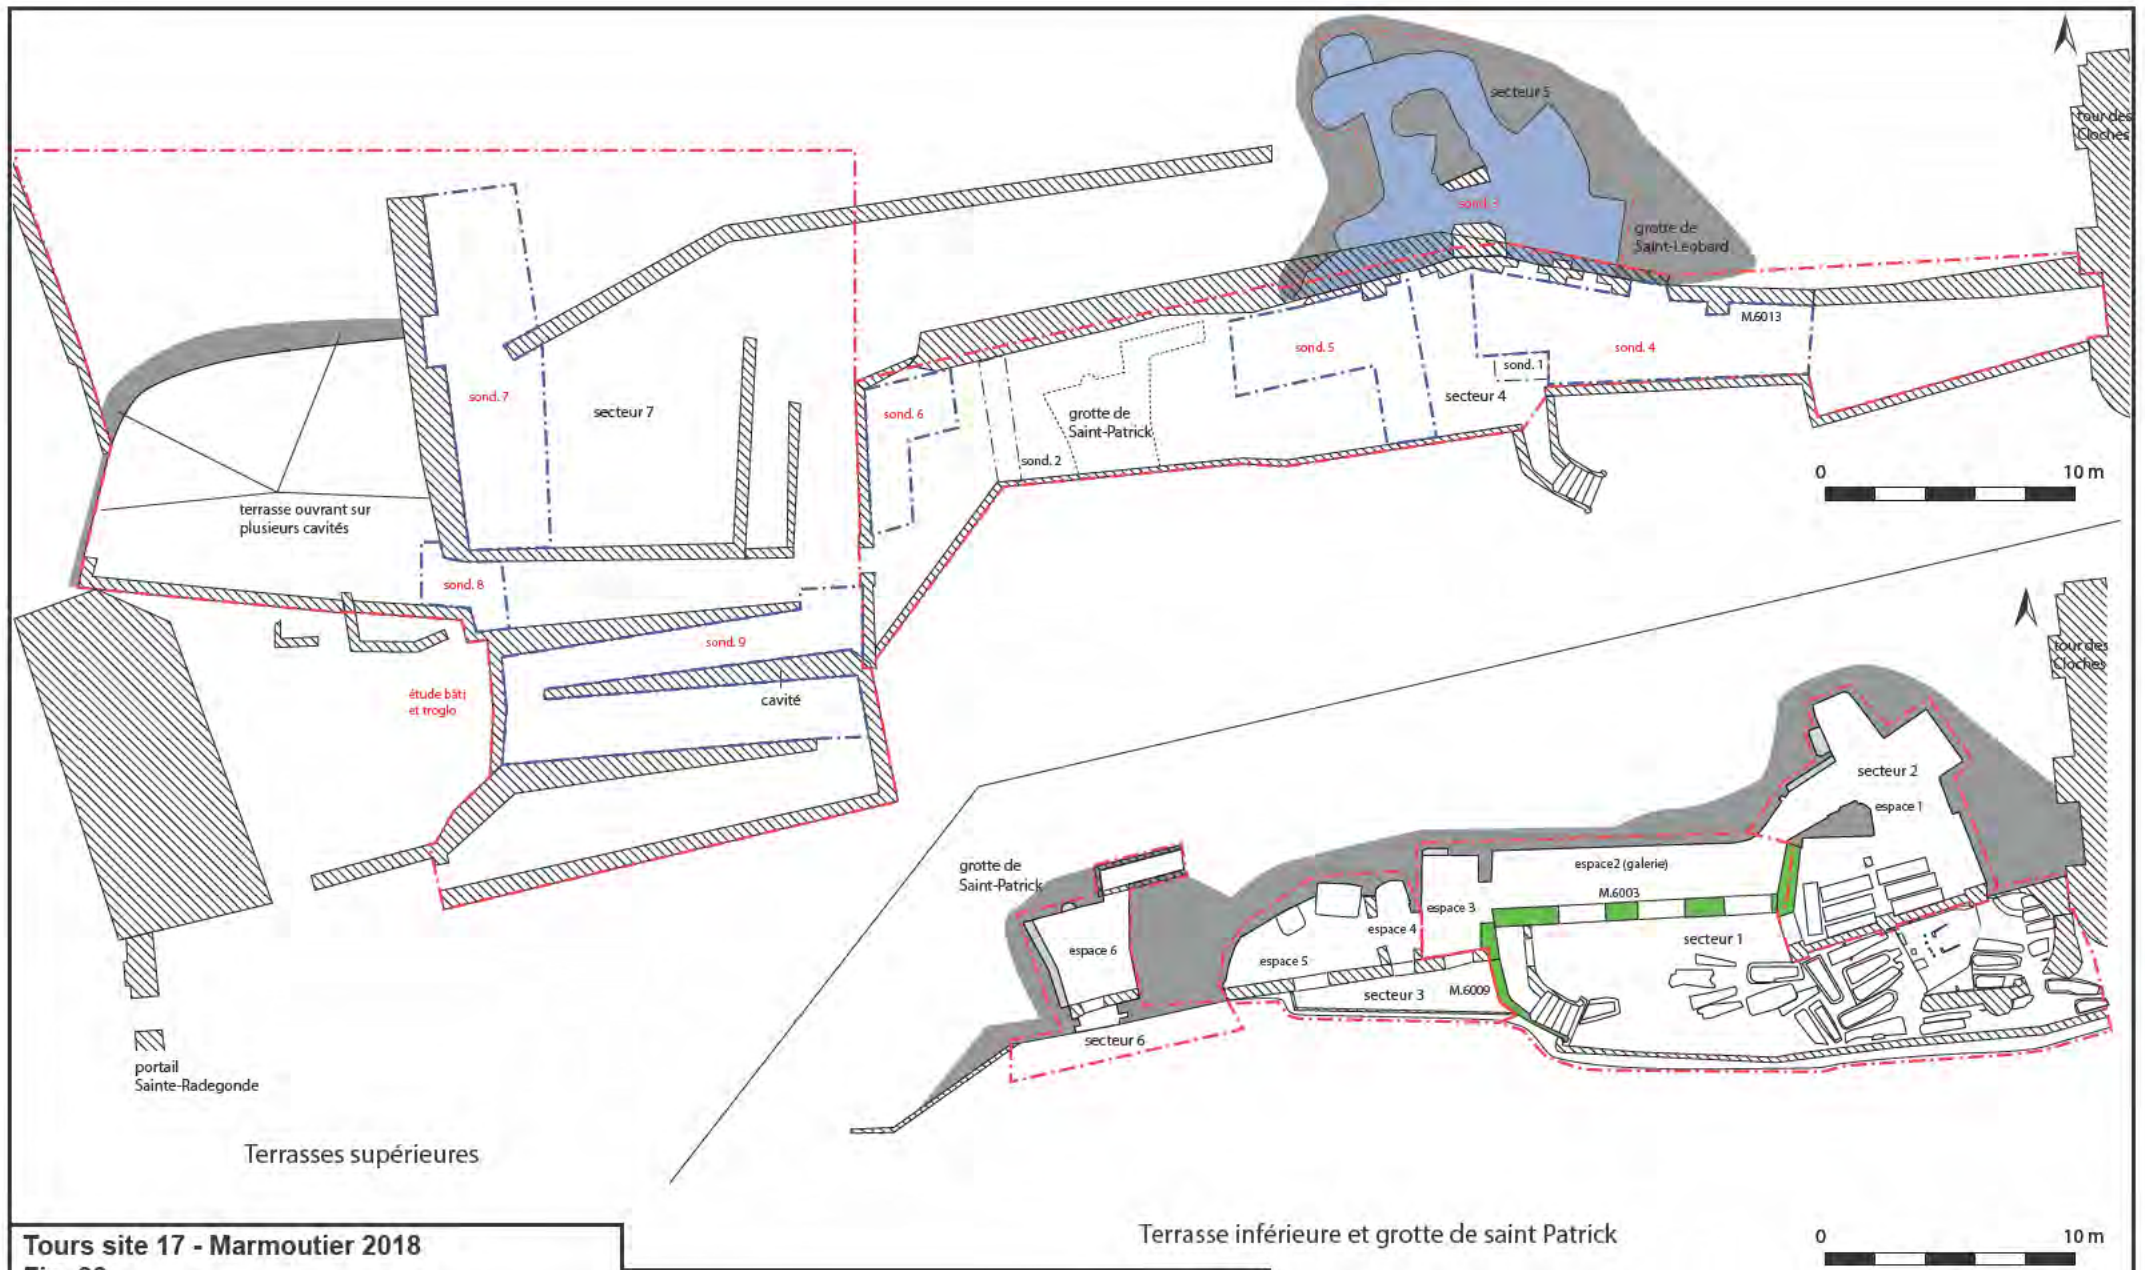 secteur 5
tour des
Cloches
sond. 3
grotte de
Saint-Léobard
M.6013
sond. 5
sond. 4
sond. 1
sond. 7
secteur 7
sond. 6
grotte de
Saint-Patrick
secteur 4
sond. 2
0 10 m
terrasse ouvrant sur
plusieurs cavités
sond. 8
sond. 9
étude bâti
et troglo
cavité
tour des
Cloches
secteur 2
espace 1
grotte de
Saint-Patrick
espace2 (galerie)
M.6003
espace 3
espace 4
secteur 1
espace 6
espace 5
secteur 3
M.6009
secteur 6
portail
Sainte-Radegonde
Terrasses supérieures
Terrasse inférieure et grotte de saint Patrick
0 10 m
Tours site 17 - Marmoutier 2018